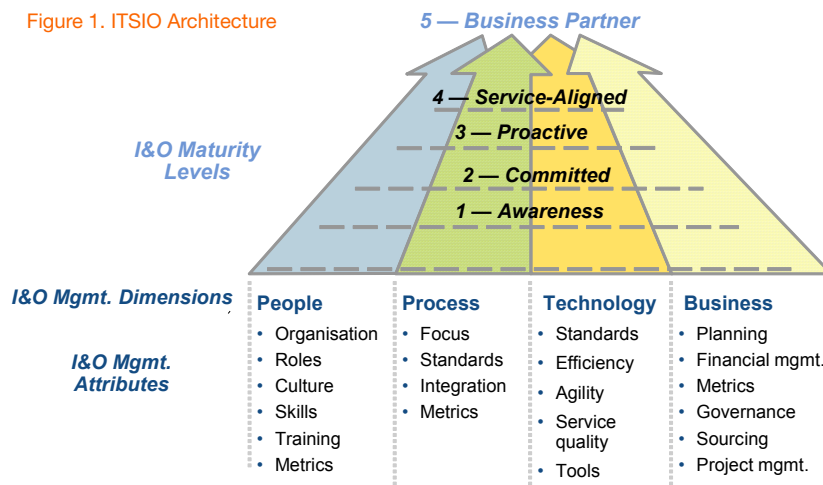 Figure 1. ITSIO Architecture
5 — Business Partner
4 — Service-Aligned
3 — Proactive
I&O Maturity
Levels
2 — Committed
1 — Awareness
I&O Mgmt. Dimensions
People
Process
Technology
Business
I&O Mgmt.
Attributes
• Organisation
• Roles
• Culture
• Skills
• Training
• Metrics
• Focus
• Standards
• Integration
• Metrics
• Standards
• Efficiency
• Agility
• Service
quality
• Tools
• Planning
• Financial mgmt.
• Metrics
• Governance
• Sourcing
• Project mgmt.